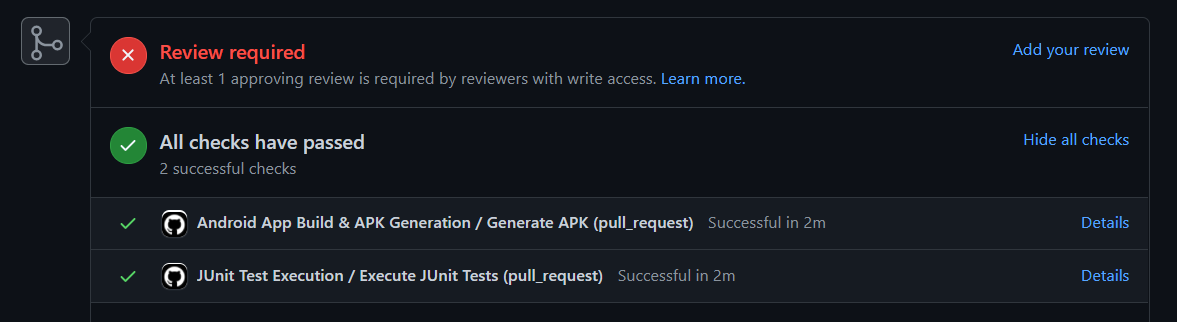 Review required
Add your review
At least 1 approving review is required by reviewers with write access. Learn more.
All checks have passed
Hide all checks
2 successful checks
Android App Build & APK Generation / Generate APK (pull_request) Successful in 2m
Details
JUnit Test Execution / Execute JUnit Tests (pull_request) Successful in 2m
Details